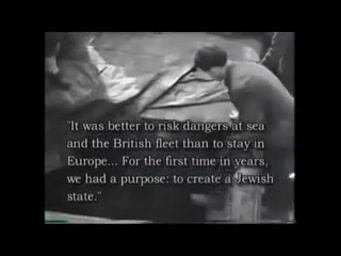 "It was better to risk dangers at sea
and the British fleet than to stay in
Europe... For the first time in years,
we had a purpose: to create a Jewish
state."